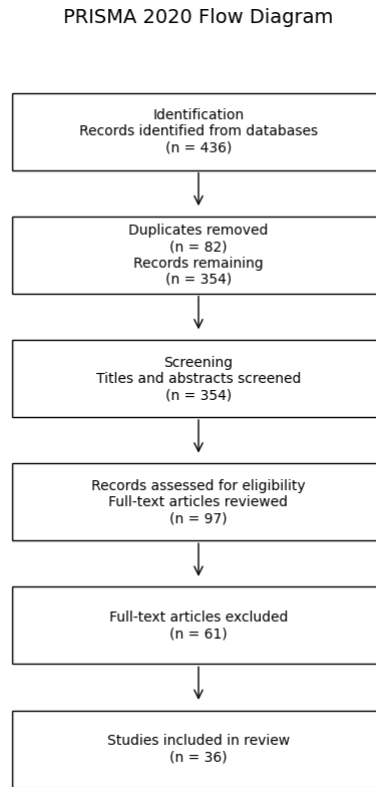 PRISMA 2020 Flow Diagram
Identification
Records identified from databases
(n = 436)
Duplicates removed
(n = 82)
Records remaining
(n = 354)
Screening
Titles and abstracts screened
(n = 354)
Records assessed for eligibility
Full-text articles reviewed
(n = 97)
Full-text articles excluded
(n = 61)
Studies included in review
(n = 36)